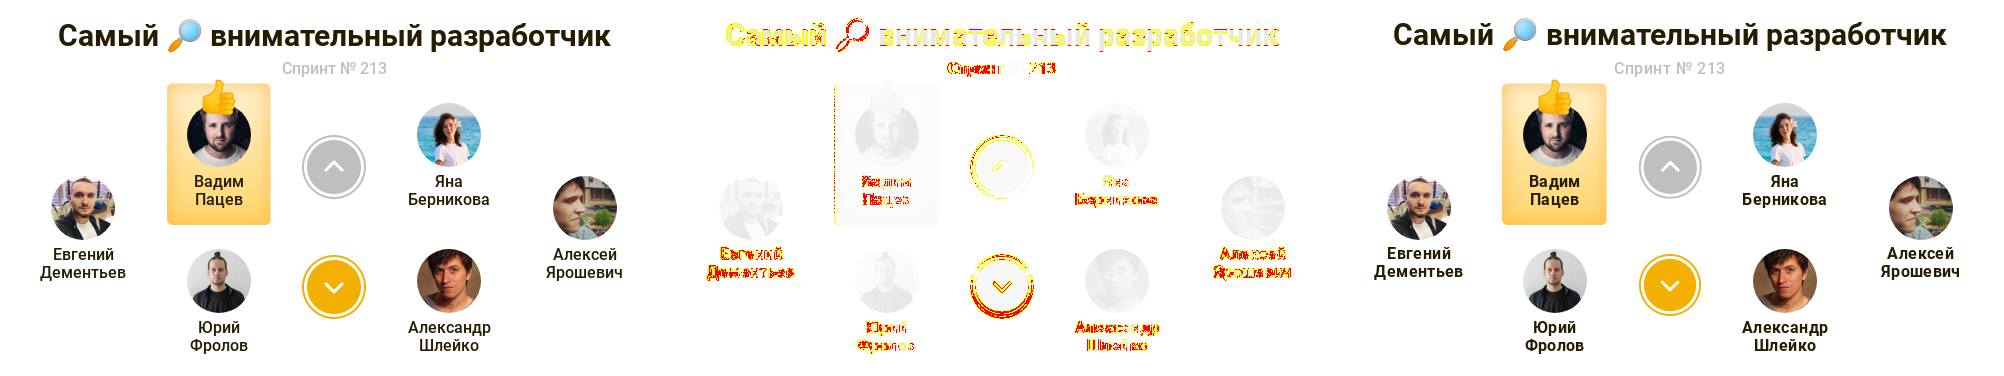 Самый 🔎 внимательный разработчик
Спринт № 213
Вадим
Пацев
Яна
Берникова
Евгений
Дементьев
Алексей
Ярошевич
Юрий
Фролов
Александр
Шлейко
Самый 🔎 внимательный разработчик
Спринт № 213
Вадим
Пацев
Яна
Берникова
Евгений
Дементьев
Алексей
Ярошевич
Юрий
Фролов
Александр
Шлейко
Самый 🔎 внимательный разработчик
Спринт № 213
Вадим
Пацев
Яна
Берникова
Евгений
Дементьев
Алексей
Ярошевич
Юрий
Фролов
Александр
Шлейко